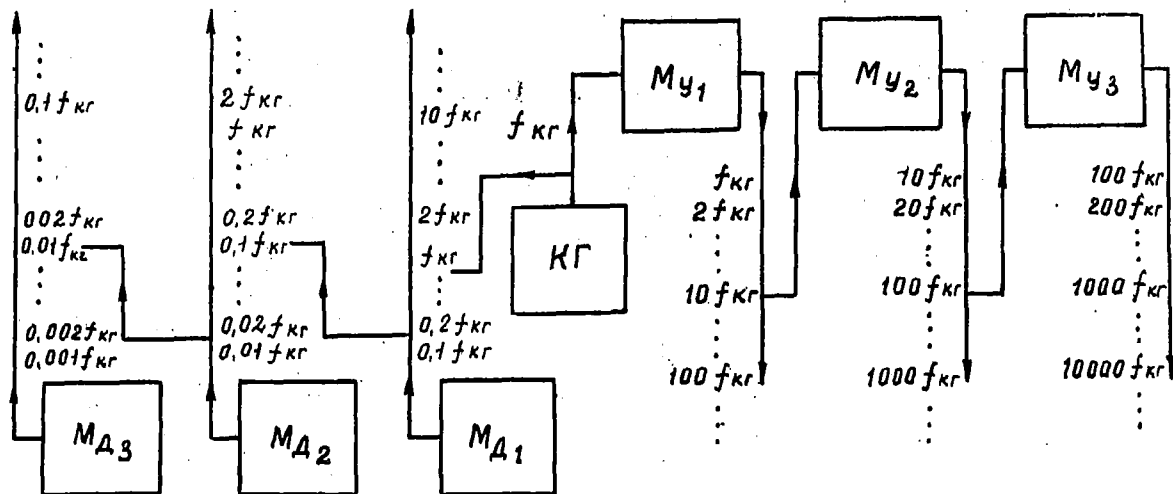 0,1 fкг
002 fкг
0,01 fкг
0,002 fкг
0,001 fкг
Мд3
2 fкг
f кг
0,2 fкг
0,1 fкг
0,02 fкг
0,01 fкг
Мд2
10 fкг
2 fкг
fкг
0,2 fкг
0,1 fкг
Мд1
fкг
КГ
Му1
fкг
2 fкг
10 fкг
100 fкг
Му2
10 fкг
20 fкг
100 fкг
1000 fкг
Му3
100 fкг
200 fкг
1000 fкг
10000 fкг